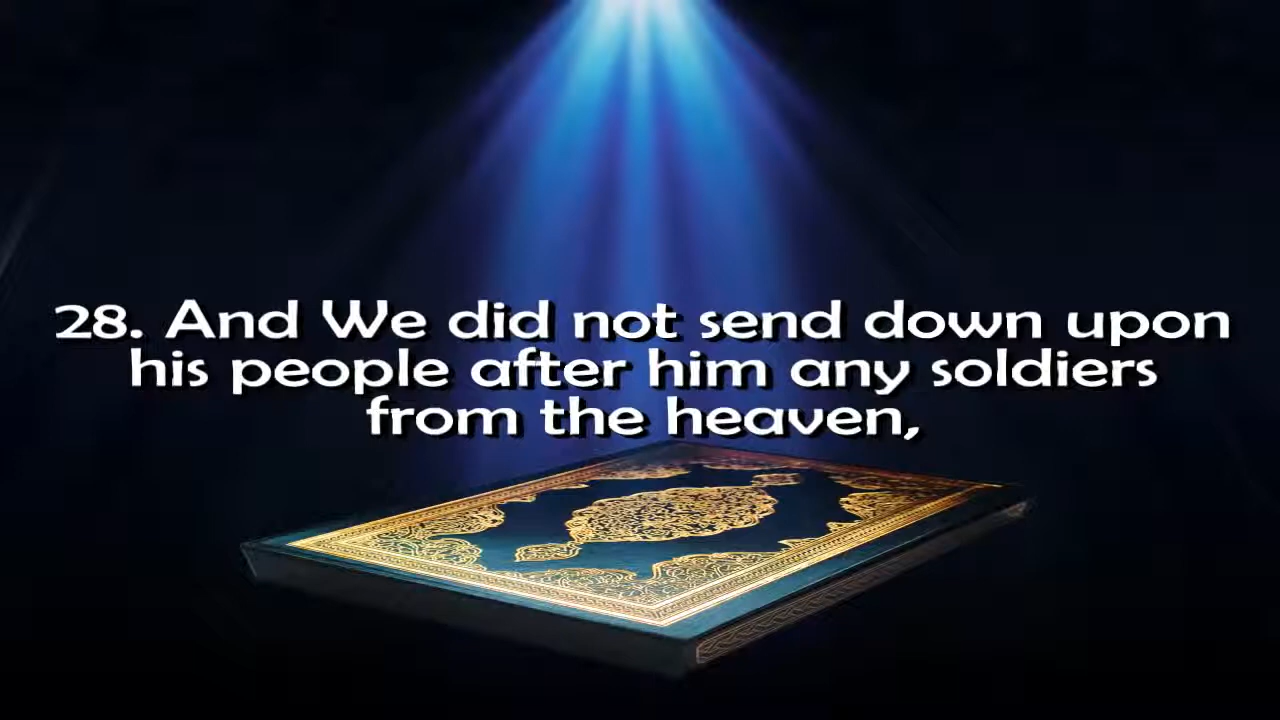 28. And We did not send down upon
his people after him any soldiers
from the heaven,